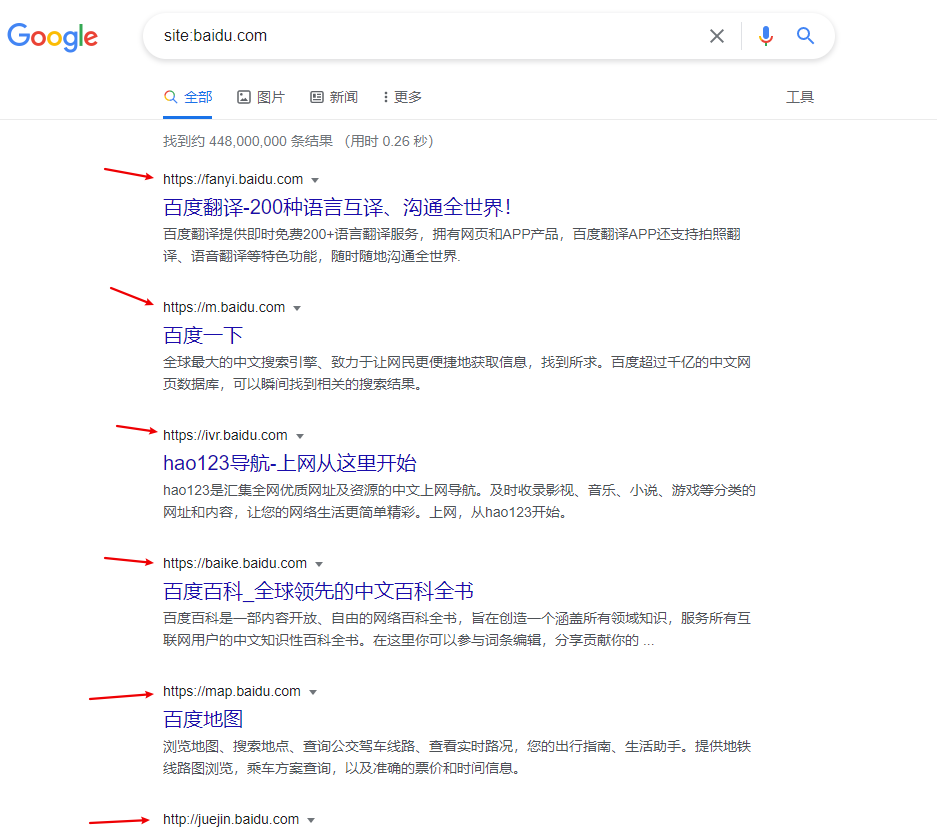 Google
site:baidu.com
全部 图片 新闻 更多 工具
找到约 448,000,000 条结果 （用时 0.26 秒）
https://fanyi.baidu.com
百度翻译-200种语言互译、沟通全世界！
百度翻译提供即时免费200+语言翻译服务，拥有网页和APP产品，百度翻译APP还支持拍照翻
译、语音翻译等特色功能，随时随地沟通全世界.
https://m.baidu.com
百度一下
全球最大的中文搜索引擎、致力于让网民更便捷地获取信息，找到所求。百度超过千亿的中文网
页数据库，可以瞬间找到相关的搜索结果。
https://ivr.baidu.com
hao123导航-上网从这里开始
hao123是汇集全网优质网址及资源的中文上网导航。及时收录影视、音乐、小说、游戏等分类的
网址和内容，让您的网络生活更简单精彩。上网，从hao123开始。
https://baike.baidu.com
百度百科_全球领先的中文百科全书
百度百科是一部内容开放、自由的网络百科全书，旨在创造一个涵盖所有领域知识，服务所有互
联网用户的中文知识性百科全书。在这里你可以参与词条编辑，分享贡献你的 ...
https://map.baidu.com
百度地图
浏览地图、搜索地点、查询公交驾车线路、查看实时路况，您的出行指南、生活助手。提供地铁
线路图浏览，乘车方案查询，以及准确的票价和时间信息。
http://juejin.baidu.com